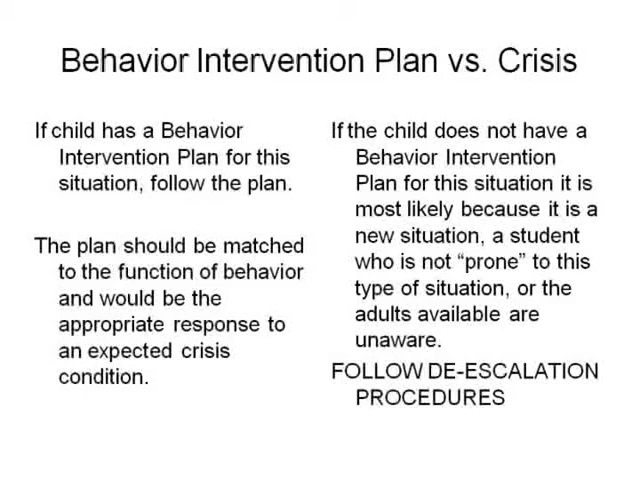 Behavior Intervention Plan vs. Crisis
If child has a Behavior
Intervention Plan for this
situation, follow the plan.
The plan should be matched
to the function of behavior
and would be the
appropriate response to
an expected crisis
condition.
If the child does not have a
Behavior Intervention
Plan for this situation it is
most likely because it is a
new situation, a student
who is not “prone” to this
type of situation, or the
adults available are
unaware.
FOLLOW DE-ESCALATION
PROCEDURES